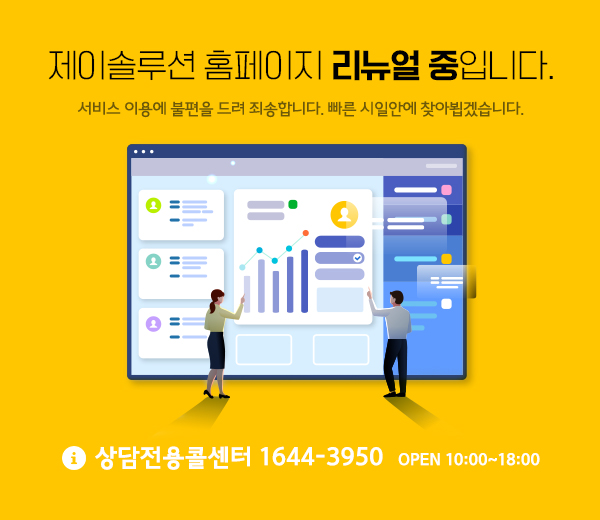 제이솔루션 홈페이지 리뉴얼 중입니다.
서비스 이용에 불편을 드려 죄송합니다. 빠른 시일안에 찾아뵙겠습니다.
상담전용콜센터 1644-3950 OPEN 10:00~18:00